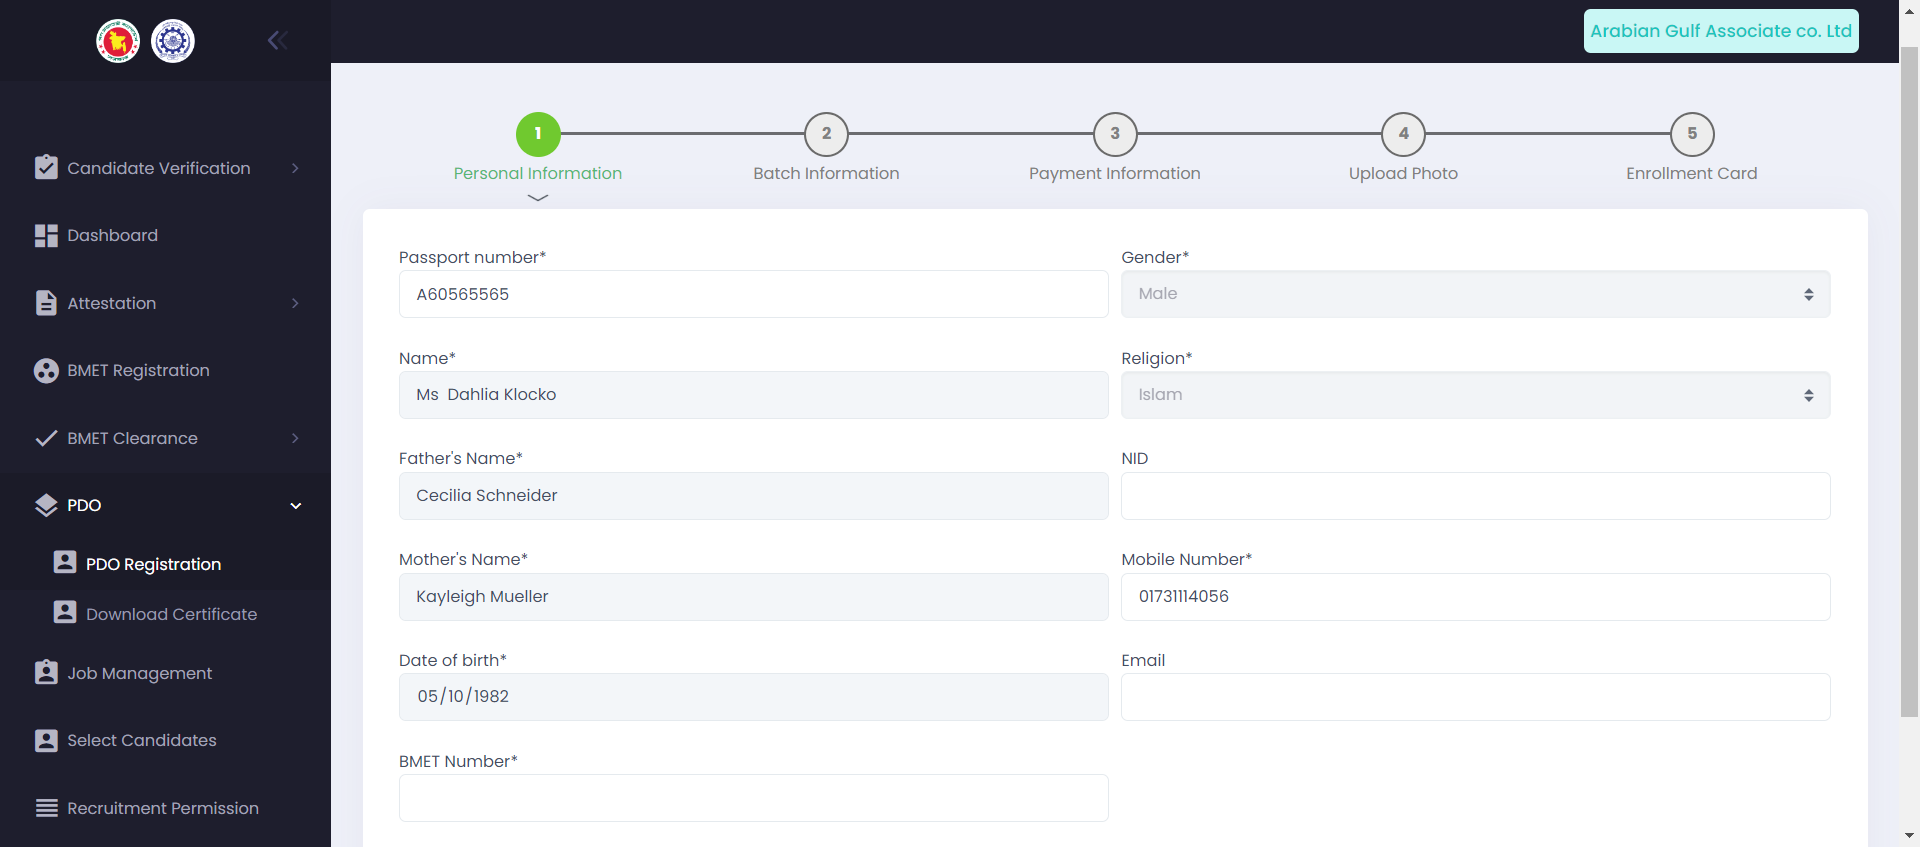 Arabian Gulf Associate co. Ltd
Candidate Verification
Dashboard
Attestation
BMET Registration
BMET Clearance
PDO
PDO Registration
Download Certificate
Job Management
Select Candidates
Recruitment Permission
1
2
3
4
5
Personal Information
Batch Information
Payment Information
Upload Photo
Enrollment Card
Passport number*
A60565565
Gender*
Male
Name*
Ms  Dahlia Klocko
Religion*
Islam
Father's Name*
Cecilia Schneider
NID
Mother's Name*
Kayleigh Mueller
Mobile Number*
01731114056
Date of birth*
05/10/1982
Email
BMET Number*